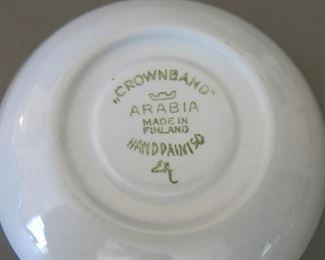 „CROWNBAND"
ARABIA
MADE IN
FINLAND
HANDPAINTED